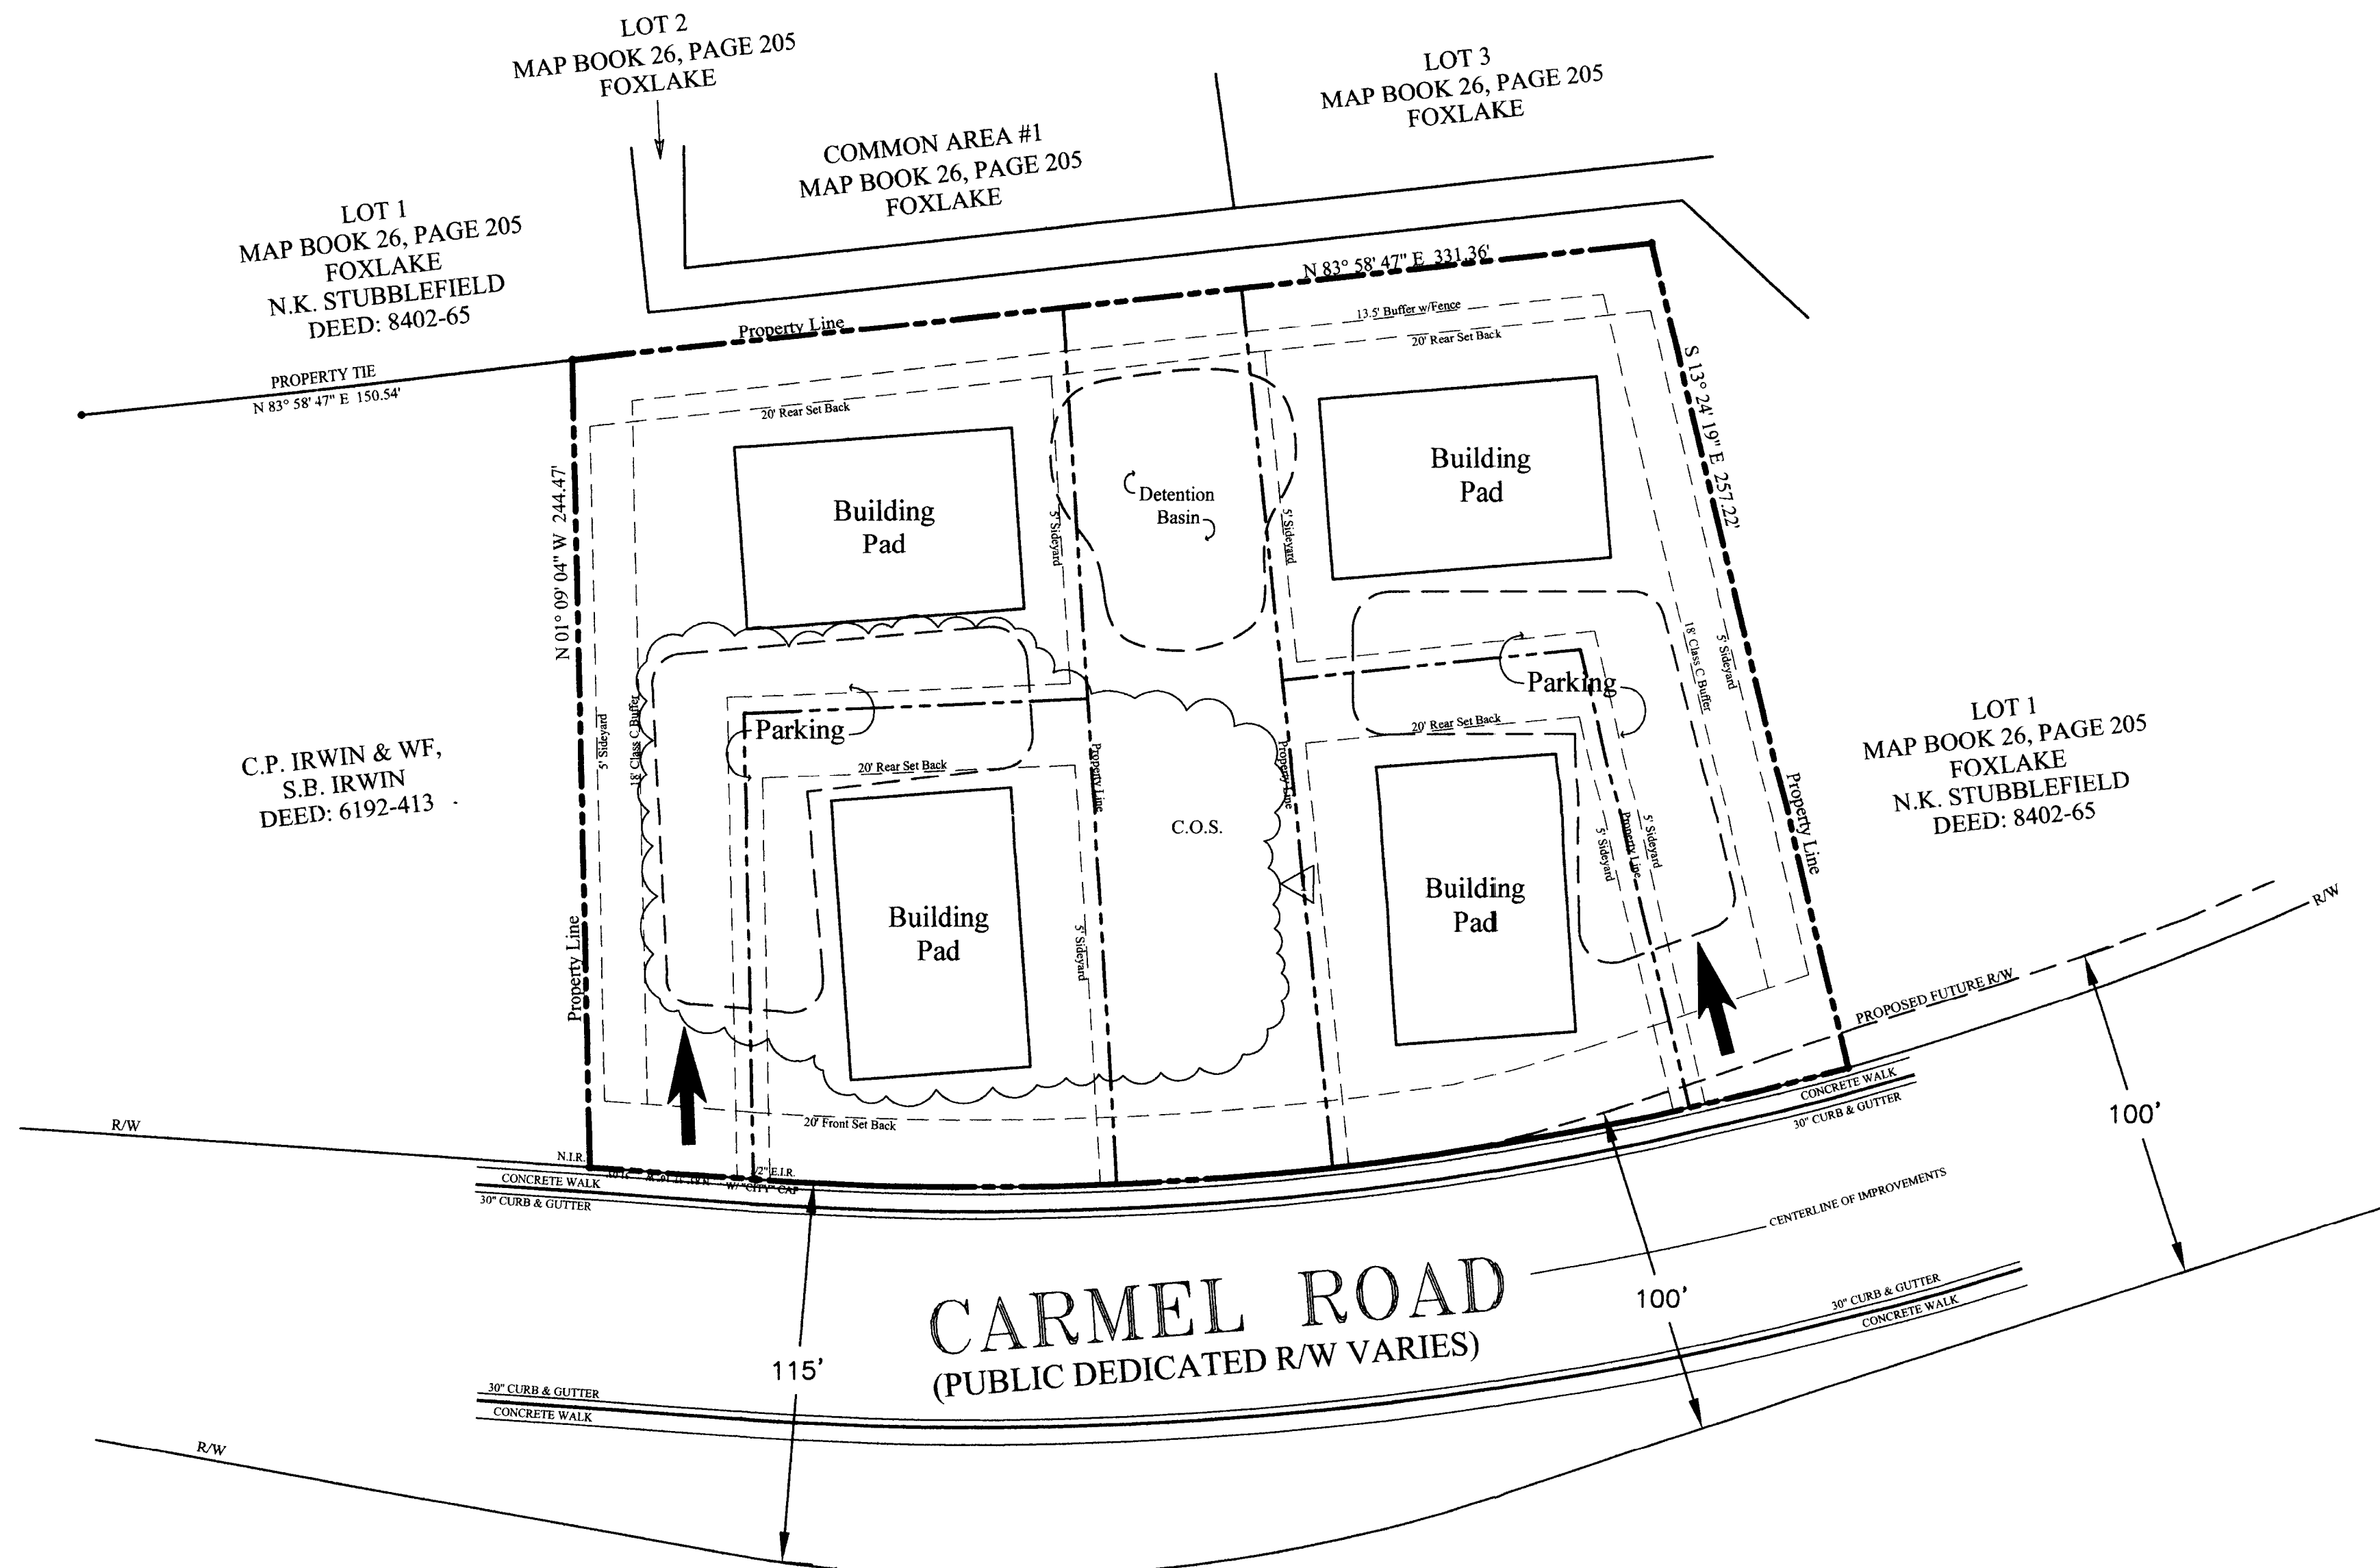 LOT 2
MAP BOOK 26, PAGE 205
FOXLAKE
LOT 3
MAP BOOK 26, PAGE 205
FOXLAKE
COMMON AREA #1
MAP BOOK 26, PAGE 205
FOXLAKE
LOT 1
MAP BOOK 26, PAGE 205
FOXLAKE
N.K. STUBBLEFIELD
DEED: 8402-65
PROPERTY TIE
N 83° 58' 47" E 150.54'
Property Line
N 83° 58' 47" E 331.36'
13.5' Buffer w/Fence
20' Rear Set Back
20' Rear Set Back
S 13° 24' 19" E 257.22'
N 01° 09' 04" W 244.47'
Building
Pad
Detention
Basin
Building
Pad
5' Sideyard
5' Sideyard
18' Class C Buffer
5' Sideyard
Parking
Parking
5' Sideyard
18' Class C Buffer
20' Rear Set Back
20' Rear Set Back
Property Line
Property Line
C.P. IRWIN & WF,
S.B. IRWIN
DEED: 6192-413
C.O.S.
LOT 1
MAP BOOK 26, PAGE 205
FOXLAKE
N.K. STUBBLEFIELD
DEED: 8402-65
Property Line
5' Sideyard
Property Line
5' Sideyard
Building
Pad
Building
Pad
5' Sideyard
Property Line
R/W
PROPOSED FUTURE R/W
20' Front Set Back
R/W
N.I.R.
1/2" E.I.R.
W/ "CITY" CAP
CONCRETE WALK
30" CURB & GUTTER
CONCRETE WALK
30" CURB & GUTTER
100'
CENTERLINE OF IMPROVEMENTS
CARMEL ROAD
(PUBLIC DEDICATED R/W VARIES)
100'
115'
30" CURB & GUTTER
CONCRETE WALK
30" CURB & GUTTER
CONCRETE WALK
R/W